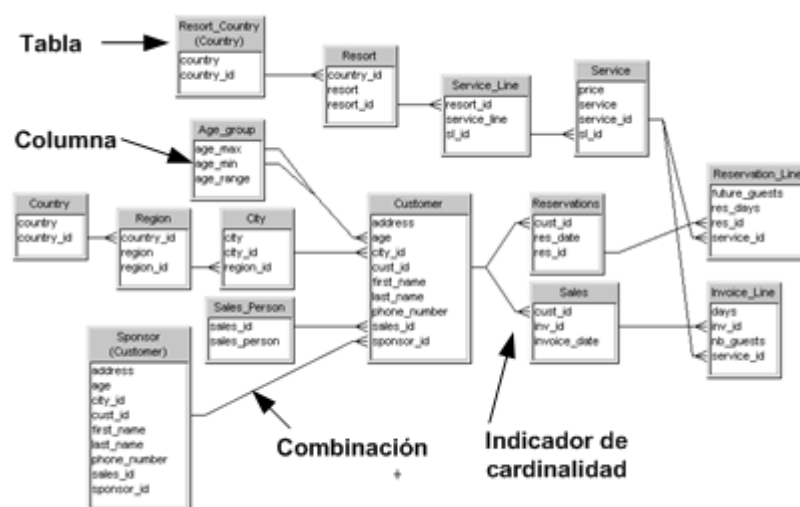 Tabla
Resort_Country
(Country)
country
country_id
Resort
country_id
resort
resort_id
Service_Line
resort_id
service_line
sl_id
Service
price
service
service_id
sl_id
Columna
Age_group
age_max
age_min
age_range
Country
country
country_id
Region
country_id
region
region_id
City
city
city_id
region_id
Customer
address
age
city_id
cust_id
first_name
last_name
phone_number
sales_id
sponsor_id
Reservations
cust_id
res_date
res_id
Reservation_Line
future_guests
res_days
res_id
service_id
Sales_Person
sales_id
sales_person
Sales
cust_id
inv_id
invoice_date
Invoice_Line
days
inv_id
nb_guests
service_id
Sponsor
(Customer)
address
age
city_id
cust_id
first_name
last_name
phone_number
sales_id
sponsor_id
Combinación
Indicador de
cardinalidad